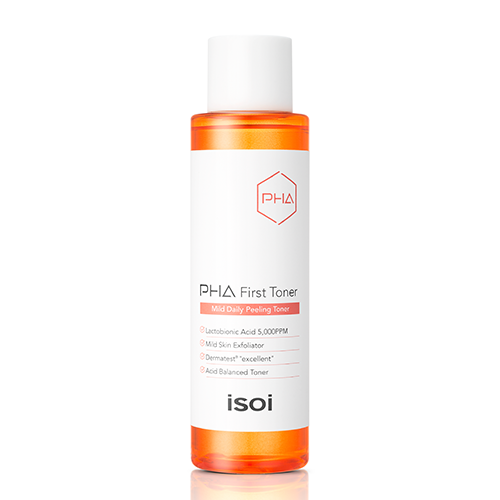 PHA
PHA First Toner
Mild Daily Peeling Toner
Lactobionic Acid 5,000PPM
Mild Skin Exfoliator
Dermatest® "excellent"
Acid Balanced Toner
isoi